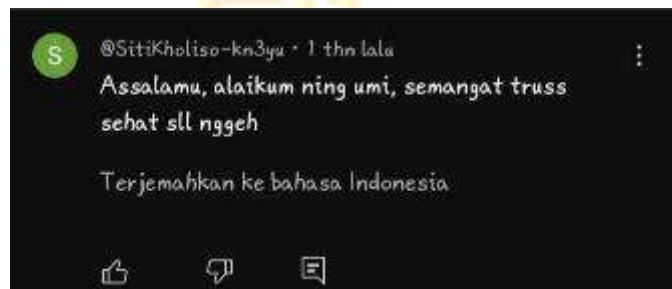 S
@SitiKholiso-kn3yu • 1 thn lalu
Assalamu, alaikum ning umi, semangat truss
sehat sll nggeh
Terjemahkan ke bahasa Indonesia